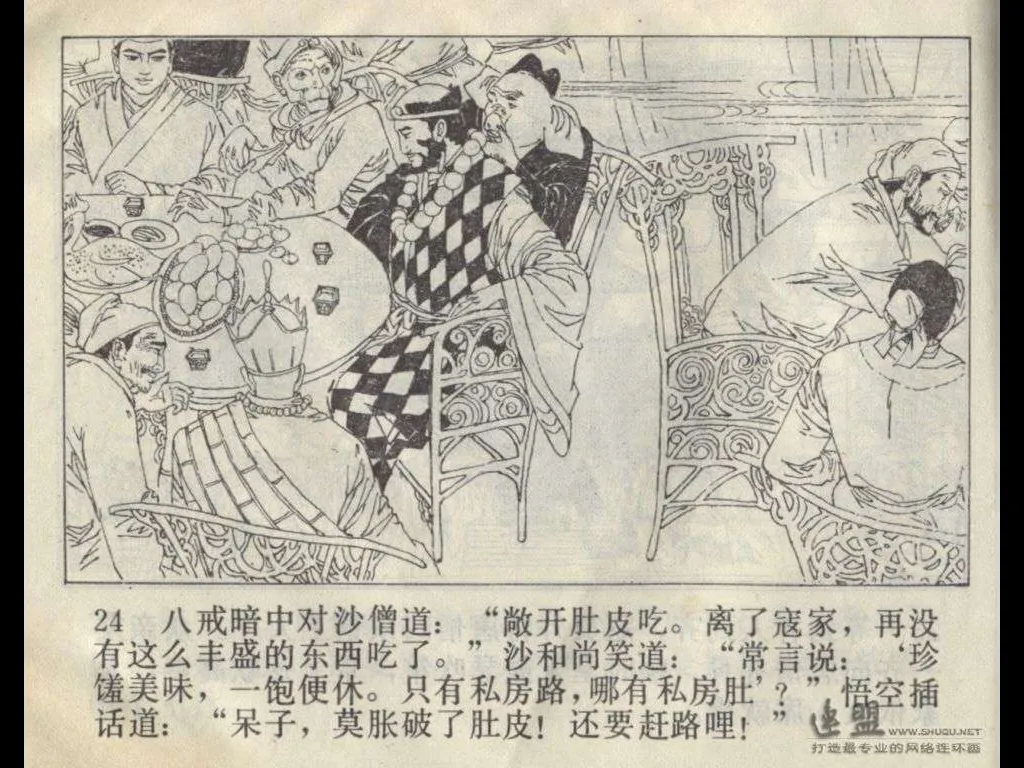 24 八戒暗中对沙僧道：“敞开肚皮吃。离了寇家，再没
有这么丰盛的东西吃了。”沙和尚笑道：“常言说：‘珍
馐美味，一饱便休。只有私房路，哪有私房肚’？”悟空插
话道：“呆子，莫胀破了肚皮！还要赶路哩！”
连盟 WWW.SHUQU.NET
打造最专业的网络连环画